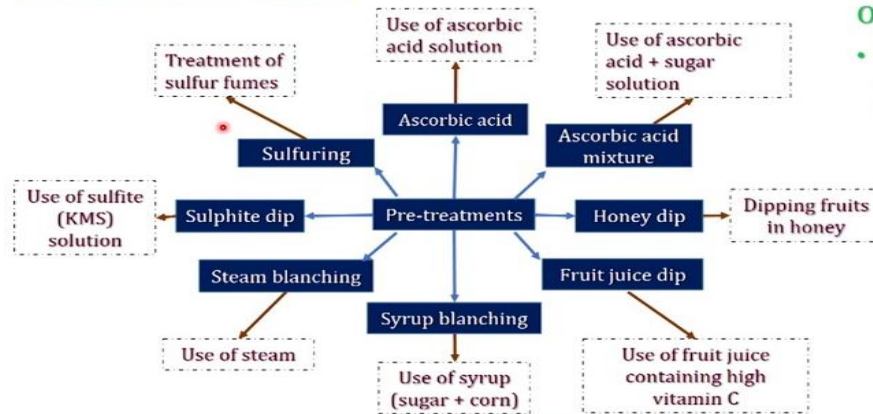 Use of ascorbic
acid solution
Use of ascorbic
acid + sugar
solution
Treatment of
sulfur fumes
Ascorbic acid
Ascorbic acid
mixture
Sulfuring
Use of sulfite
(KMS)
solution
Sulphite dip
Pre-treatments
Honey dip
Dipping fruits
in honey
Steam blanching
Fruit juice dip
Syrup blanching
Use of steam
Use of syrup
(sugar + corn)
Use of fruit juice
containing high
vitamin C